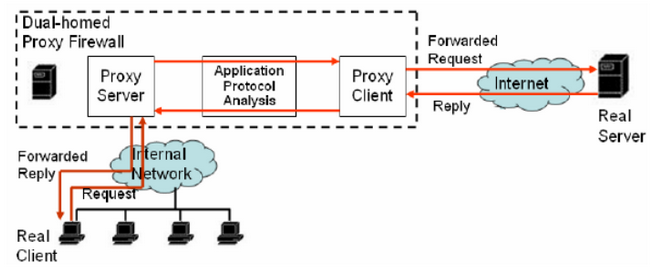 Dual-homed
Proxy Firewall
Proxy
Server
Application
Protocol
Analysis
Proxy
Client
Forwarded
Request
Internet
Reply
Real
Server
Forwarded
Reply
Internal
Network
Request
Real
Client